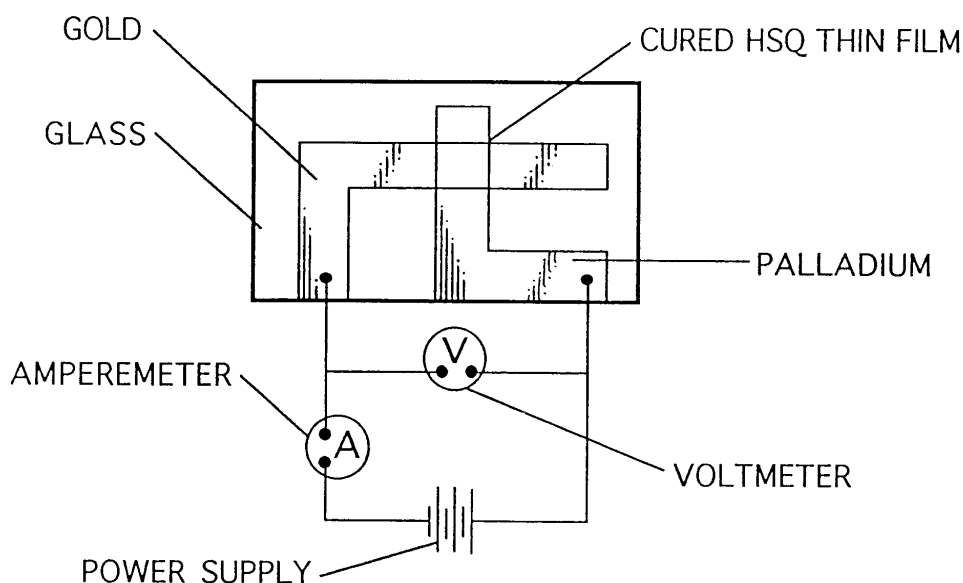 GOLD
CURED HSQ THIN FILM
GLASS
PALLADIUM
V
AMPEREMETER
A
VOLTMETER
POWER SUPPLY